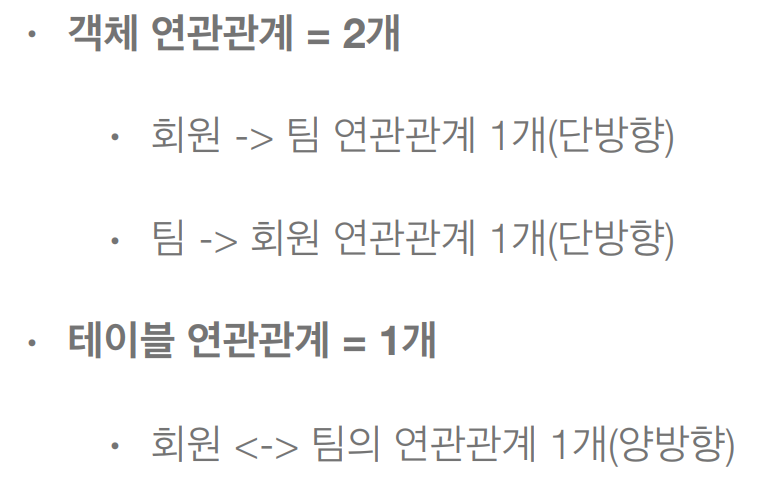 • 객체 연관관계 = 2개
• 회원 -> 팀 연관관계 1개(단방향)
• 팀 -> 회원 연관관계 1개(단방향)
• 테이블 연관관계 = 1개
• 회원 <-> 팀의 연관관계 1개(양방향)